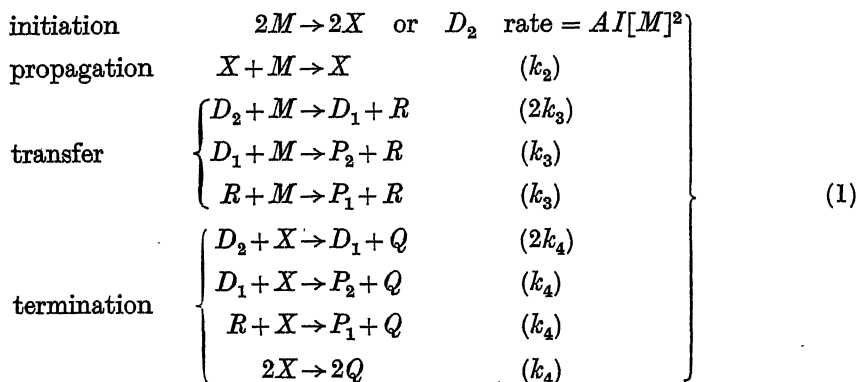 initiation 2M→2X or D₂ rate = AI[M]²
propagation X+M→X (k₂)
D₂+M→D₁+R (2k₃)
transfer D₁+M→P₂+R (k₃)
R+M→P₁+R (k₃)
(1)
D₂+X→D₁+Q (2k₄)
D₁+X→P₂+Q (k₄)
termination
R+X→P₁+Q (k₄)
2X→2Q (k₄)